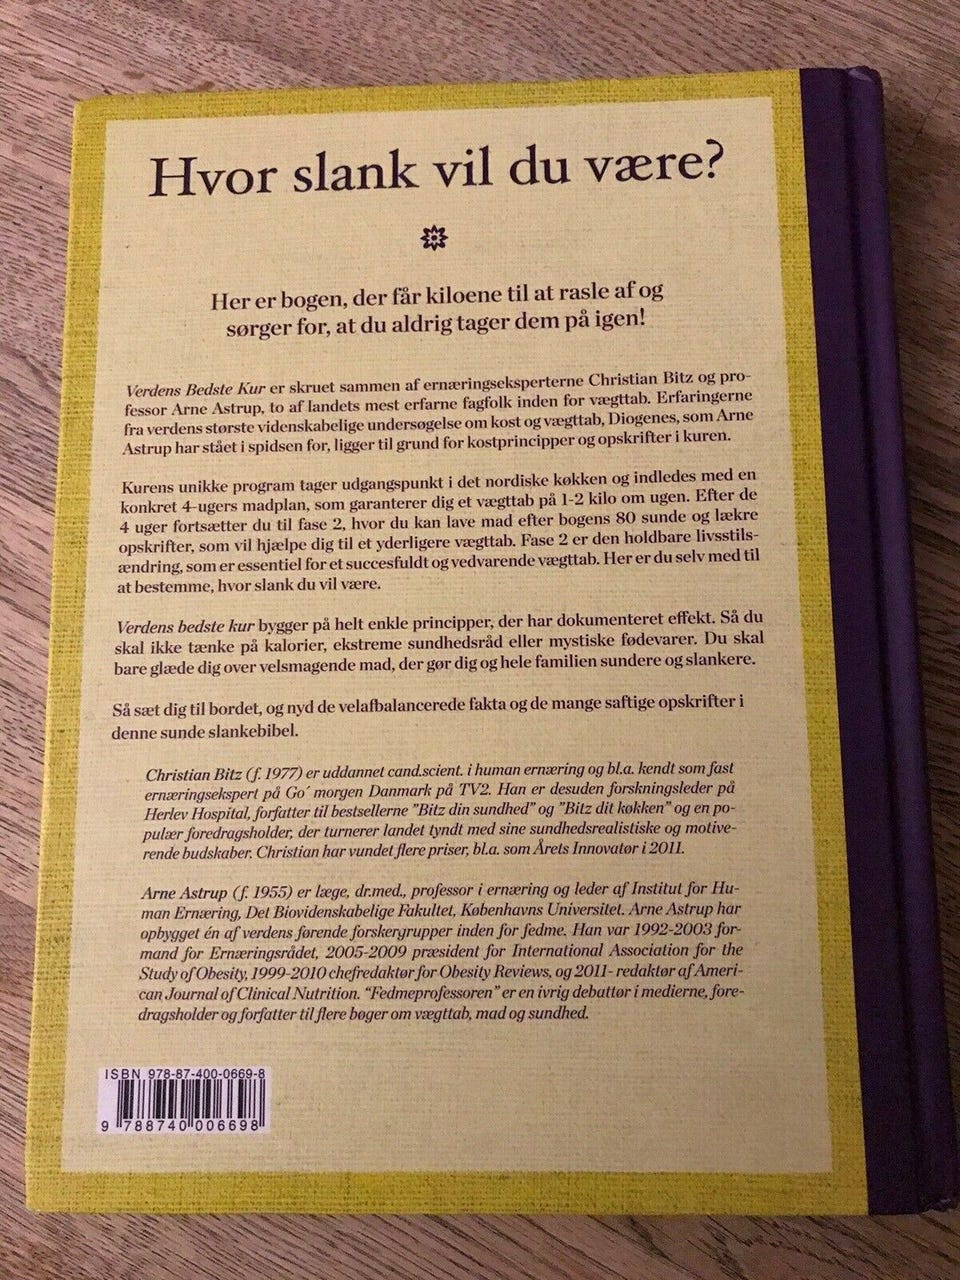 Hvor slank vil du være?
Her er bogen, der får kiloene til at rasle af og
sørger for, at du aldrig tager dem på igen!
Verdens Bedste Kur er skruet sammen af ernæringseksperterne Christian Bitz og pro-
fessor Arne Astrup, to af landets mest erfarne fagfolk inden for vægttab. Erfaringerne
fra verdens største videnskabelige undersøgelse om kost og vægttab, Diogenes, som Arne
Astrup har stået i spidsen for, ligger til grund for kostprincipper og opskrifter i kuren.
Kurens unikke program tager udgangspunkt i det nordiske køkken og indledes med en
konkret 4-ugers madplan, som garanterer dig et vægttab på 1-2 kilo om ugen. Efter de
4 uger fortsætter du til fase 2, hvor du kan lave mad efter bogens 80 sunde og lækre
opskrifter, som vil hjælpe dig til et yderligere vægttab. Fase 2 er den holdbare livsstils-
ændring, som er essentiel for et succesfuldt og vedvarende vægttab. Her er du selv med til
at bestemme, hvor slank du vil være.
Verdens bedste kur bygger på helt enkle principper, der har dokumenteret effekt. Så du
skal ikke tænke på kalorier, ekstreme sundhedsråd eller mystiske fødevarer. Du skal
bare glæde dig over velsmagende mad, der gør dig og hele familien sundere og slankere.
Så sæt dig til bordet, og nyd de velafbalancerede fakta og de mange saftige opskrifter i
denne sunde slankebibel.
Christian Bitz (f. 1977) er uddannet cand.scient. i human ernæring og bl.a. kendt som fast
ernæringsekspert på Go´ morgen Danmark på TV2. Han er desuden forskningsleder på
Herlev Hospital, forfatter til bestsellerne ”Bitz din sundhed” og ”Bitz dit køkken” og en po-
pulær foredragsholder, der turnerer landet tyndt med sine sundhedsrealistiske og motive-
rende budskaber. Christian har vundet flere priser, bl.a. som Årets Innovatør i 2011.
Arne Astrup (f. 1955) er læge, dr.med., professor i ernæring og leder af Institut for Hu-
man Ernæring, Det Biovidenskabelige Fakultet, Københavns Universitet. Arne Astrup har
opbygget én af verdens førende forskergrupper inden for fedme. Han var 1992-2003 for-
mand for Ernæringsrådet, 2005-2009 præsident for International Association for the
Study of Obesity, 1999-2010 chefredaktør for Obesity Reviews, og 2011- redaktør af Ameri-
can Journal of Clinical Nutrition. “Fedmeprofessoren” er en ivrig debattør i medierne, fore-
dragsholder og forfatter til flere bøger om vægttab, mad og sundhed.
ISBN 978-87-400-0669-8
9 788740 006698